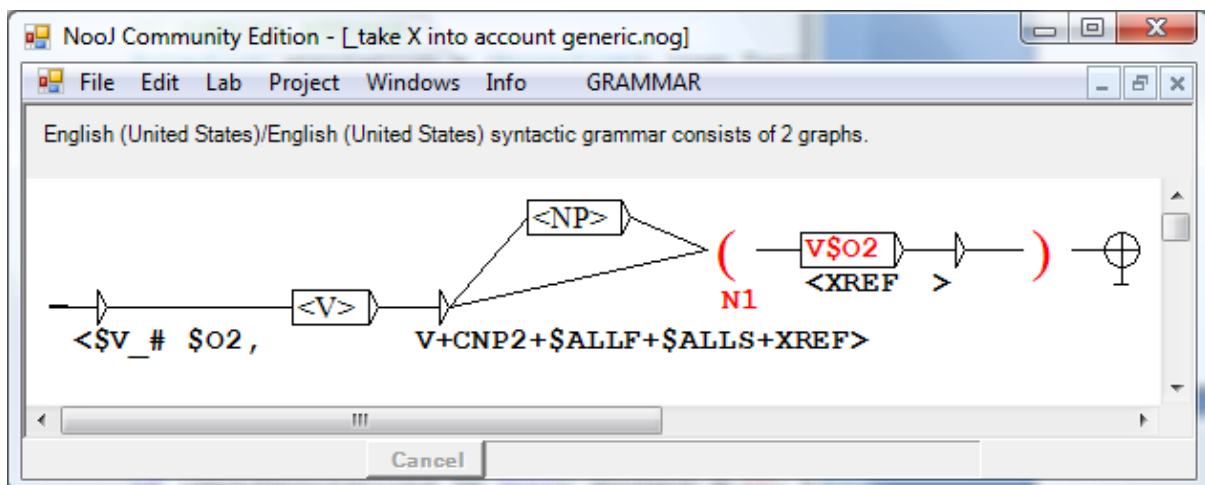 NooJ Community Edition - [_take X into account generic.nog]
File Edit Lab Project Windows Info GRAMMAR
English (United States)/English (United States) syntactic grammar consists of 2 graphs.
<NP>
( V$O2 )
<XREF >
N1
<V>
<$V_# $O2, V+CNP2+$ALLF+$ALLS+XREF>
Cancel